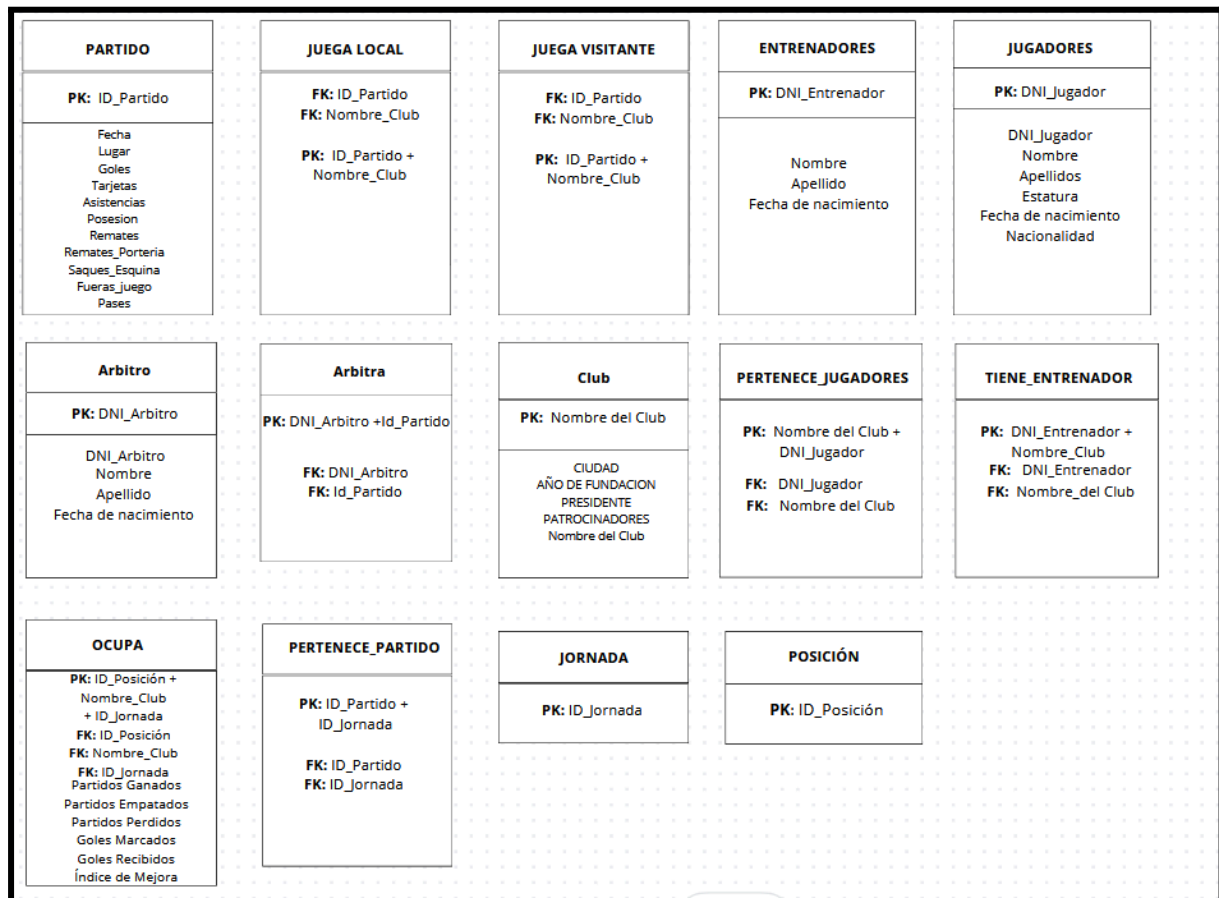 PARTIDO
PK: ID_Partido
Fecha
Lugar
Goles
Tarjetas
Asistencias
Posesion
Remates
Remates_Porteria
Saques_Esquina
Fueras_juego
Pases
JUEGA LOCAL
FK: ID_Partido
FK: Nombre_Club
PK: ID_Partido +
Nombre_Club
JUEGA VISITANTE
FK: ID_Partido
FK: Nombre_Club
PK: ID_Partido +
Nombre_Club
ENTRENADORES
PK: DNI_Entrenador
Nombre
Apellido
Fecha de nacimiento
JUGADORES
PK: DNI_Jugador
DNI_Jugador
Nombre
Apellidos
Estatura
Fecha de nacimiento
Nacionalidad
Arbitro
PK: DNI_Arbitro
DNI_Arbitro
Nombre
Apellido
Fecha de nacimiento
Arbitra
PK: DNI_Arbitro +Id_Partido
FK: DNI_Arbitro
FK: Id_Partido
Club
PK: Nombre del Club
CIUDAD
AÑO DE FUNDACION
PRESIDENTE
PATROCINADORES
Nombre del Club
PERTENECE_JUGADORES
PK: Nombre del Club +
DNI_Jugador
FK: DNI_Jugador
FK: Nombre del Club
TIENE_ENTRENADOR
PK: DNI_Entrenador +
Nombre_Club
FK: DNI_Entrenador
FK: Nombre_del Club
OCUPA
PK: ID_Posición +
Nombre_Club
+ ID_Jornada
FK: ID_Posición
FK: Nombre_Club
FK: ID_Jornada
Partidos Ganados
Partidos Empatados
Partidos Perdidos
Goles Marcados
Goles Recibidos
Índice de Mejora
PERTENECE_PARTIDO
PK: ID_Partido +
ID_Jornada
FK: ID_Partido
FK: ID_Jornada
JORNADA
PK: ID_Jornada
POSICIÓN
PK: ID_Posición